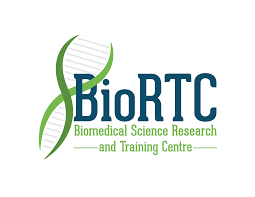 BioRTC
Biomedical Science Research
and Training Centre